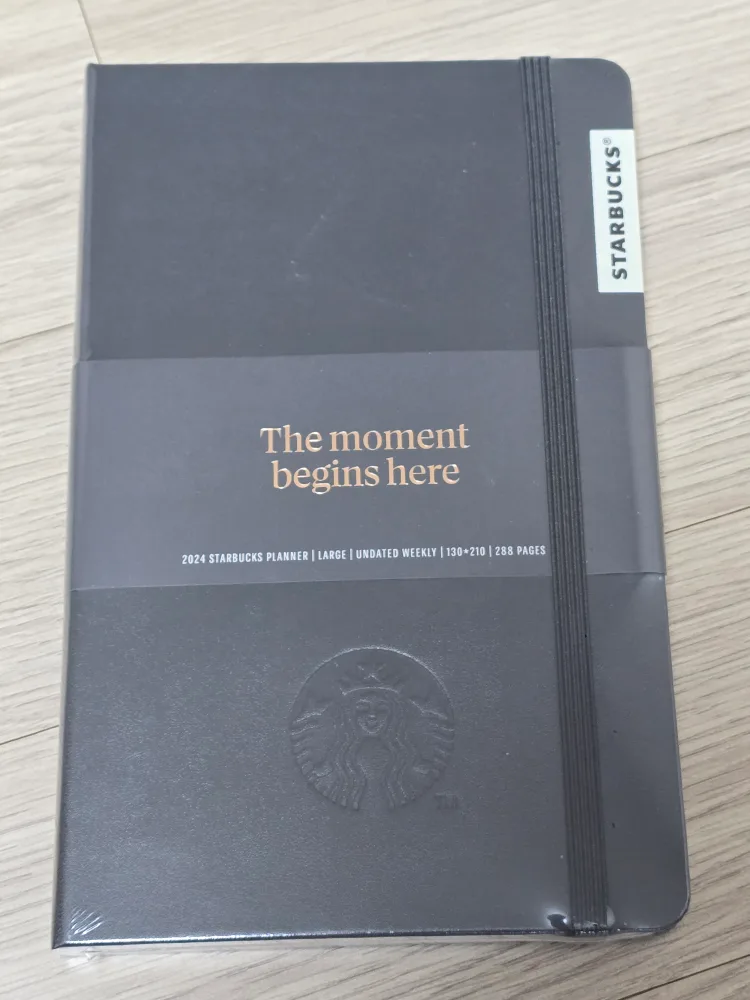 STARBUCKS®
The moment
begins here
2024 STARBUCKS PLANNER | LARGE | UNDATED WEEKLY | 130*210 | 288 PAGES
TM